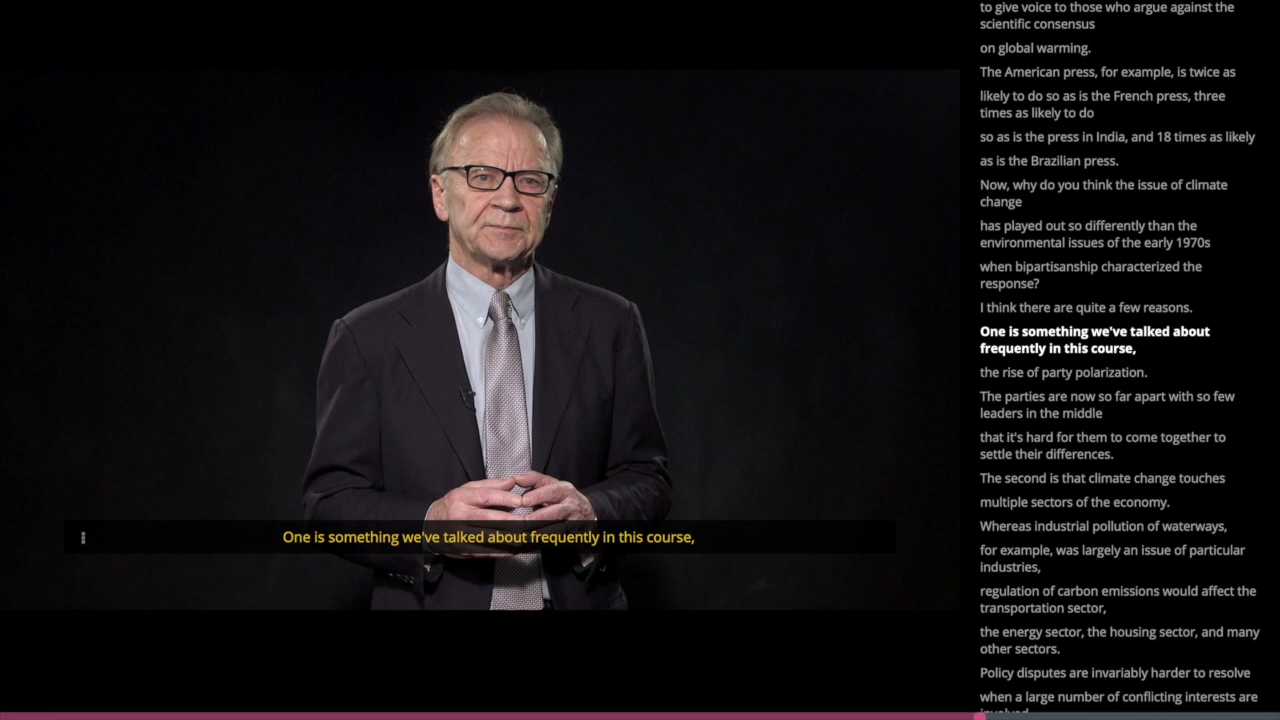 to give voice to those who argue against the
scientific consensus
on global warming.
The American press, for example, is twice as
likely to do so as is the French press, three
times as likely to do
so as is the press in India, and 18 times as likely
as is the Brazilian press.
Now, why do you think the issue of climate
change
has played out so differently than the
environmental issues of the early 1970s
when bipartisanship characterized the
response?
I think there are quite a few reasons.
One is something we've talked about
frequently in this course,
the rise of party polarization.
The parties are now so far apart with so few
leaders in the middle
that it's hard for them to come together to
settle their differences.
The second is that climate change touches
multiple sectors of the economy.
Whereas industrial pollution of waterways,
for example, was largely an issue of particular
industries,
regulation of carbon emissions would affect the
transportation sector,
the energy sector, the housing sector, and many
other sectors.
Policy disputes are invariably harder to resolve
when a large number of conflicting interests are
involved
One is something we've talked about frequently in this course,